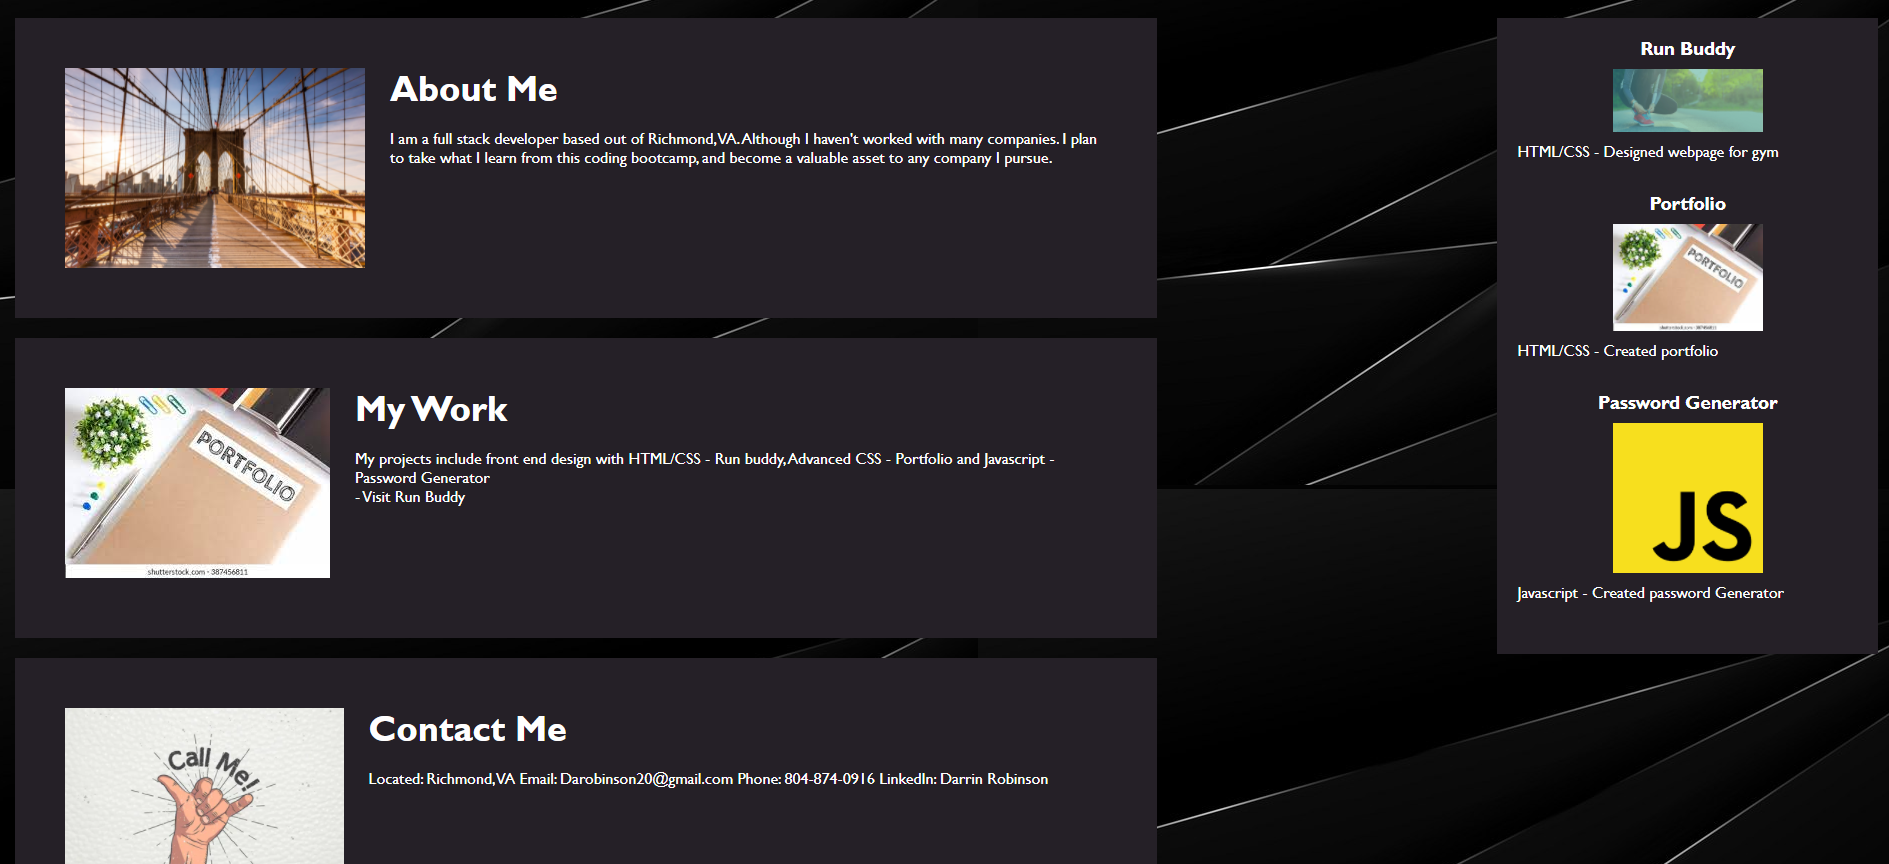 About Me
I am a full stack developer based out of Richmond, VA. Although I haven't worked with many companies. I plan
to take what I learn from this coding bootcamp, and become a valuable asset to any company I pursue.
My Work
PORTFOLIO
shutterstock.com · 387456811
My projects include front end design with HTML/CSS - Run buddy, Advanced CSS - Portfolio and Javascript -
Password Generator
- Visit Run Buddy
Contact Me
Call Me!
Located: Richmond, VA Email: Darobinson20@gmail.com Phone: 804-874-0916 LinkedIn: Darrin Robinson
Run Buddy
HTML/CSS - Designed webpage for gym
Portfolio
PORTFOLIO
shutterstock.com · 387456811
HTML/CSS - Created portfolio
Password Generator
JS
Javascript - Created password Generator